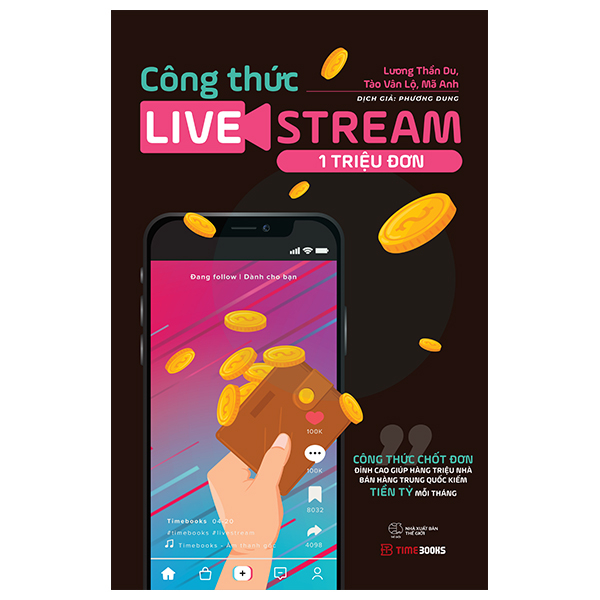 Công thức
Lương Thần Du,
Tào Vân Lộ, Mã Anh
DỊCH GIẢ: PHƯƠNG DUNG
LIVE STREAM
1 TRIỆU ĐƠN
Đang follow | Dành cho bạn
100K
100K
8032
4098
Timebooks 04-20
#timebooks #livestream
Timebooks - Âm thanh gốc
CÔNG THỨC CHỐT ĐƠN
ĐỈNH CAO GIÚP HÀNG TRIỆU NHÀ
BÁN HÀNG TRUNG QUỐC KIẾM
TIỀN TỶ MỖI THÁNG
NHÀ XUẤT BẢN
THẾ GIỚI
TIMEBOOKS